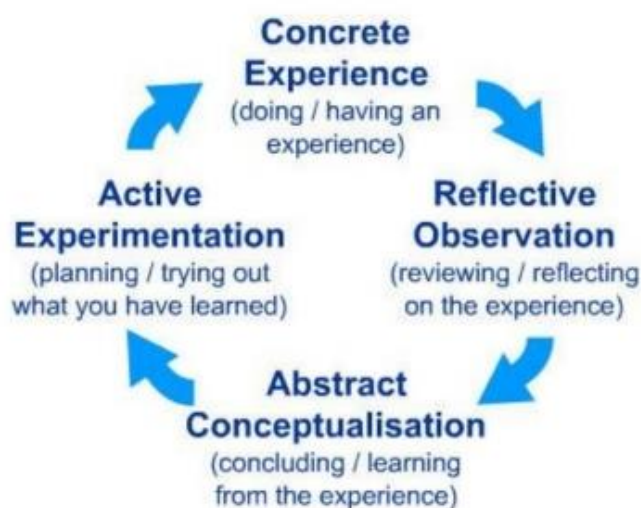 Concrete
Experience
(doing / having an
experience)
Reflective
Observation
(reviewing / reflecting
on the experience)
Abstract
Conceptualisation
(concluding / learning
from the experience)
Active
Experimentation
(planning / trying out
what you have learned)